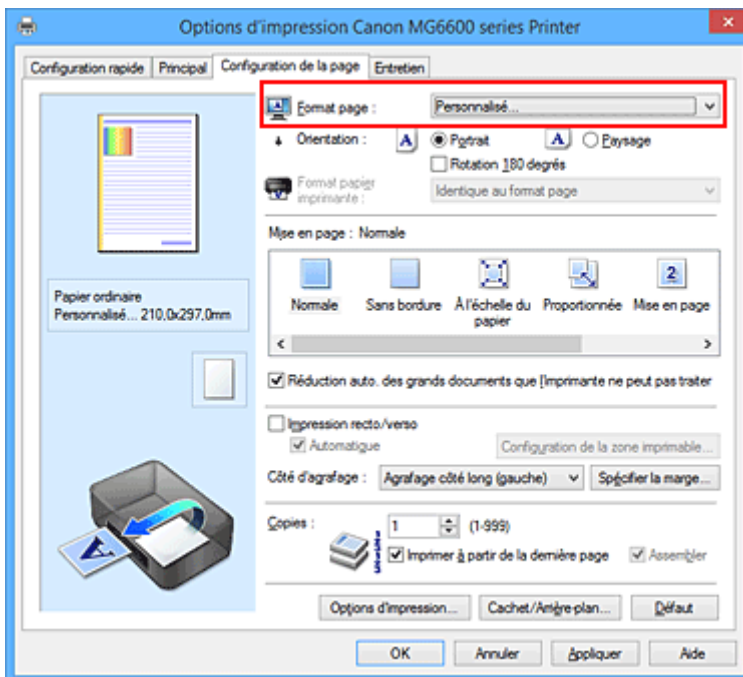 Options d'impression Canon MG6600 series Printer
Configuration rapide Principal Configuration de la page Entretien
Format page : Personnalisé...
Orientation : A Portrait A Paysage
Rotation 180 degrés
Format papier
imprimante : Identique au format page
Mise en page : Normale
2
Normale Sans bordure À l'échelle du
papier Proportionnée Mise en page
Papier ordinaire
Personnalisé... 210,0x297,0mm
Réduction auto. des grands documents que l'imprimante ne peut pas traiter
Impression recto/verso
Automatique Configuration de la zone imprimable...
Côté d'agrafage : Agrafage côté long (gauche) Spécifier la marge...
Copies : 1 (1-999)
Imprimer à partir de la dernière page Assembler
Options d'impression... Cachet/Arrière-plan... Défaut
OK Annuler Appliquer Aide